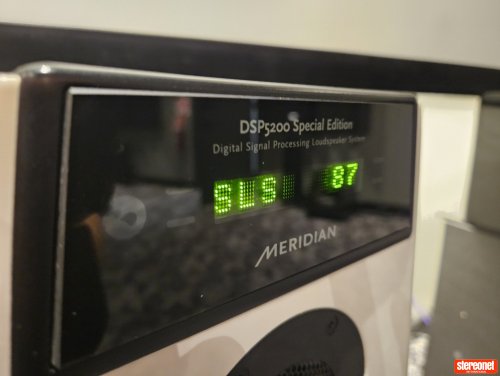 DSP5200 Special Edition
Digital Signal Processing Loudspeaker System
SLS 87
MERIDIAN
stereonet